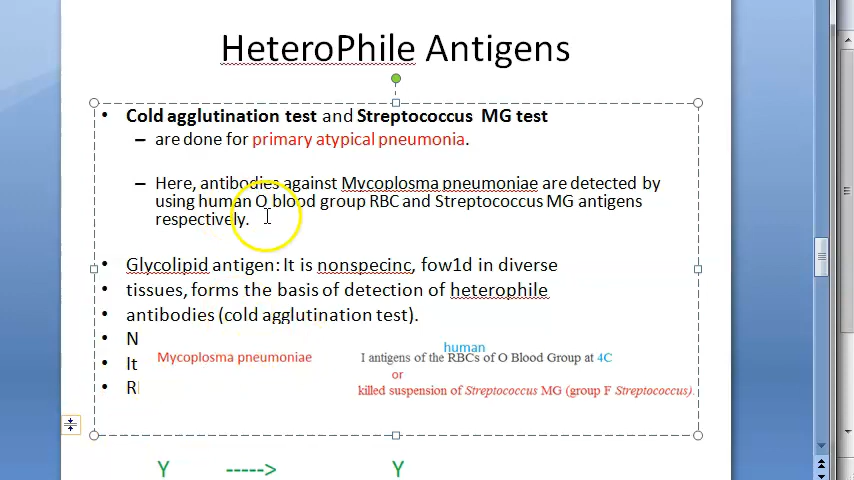 HeteroPhile Antigens
• Cold agglutination test and Streptococcus MG test
– are done for primary atypical pneumonia.
– Here, antibodies against Mycoplosma pneumoniae are detected by
using human O blood group RBC and Streptococcus MG antigens
respectively.
• Glycolipid antigen: It is nonspecinc, fow1d in diverse
• tissues, forms the basis of detection of heterophile
• antibodies (cold agglutination test).
• N
• It
• RI
human
Mycoplosma pneumoniae I antigens of the RBCs of O Blood Group at 4C
or
killed suspension of Streptococcus MG (group F Streptococcus).
Y -----> Y